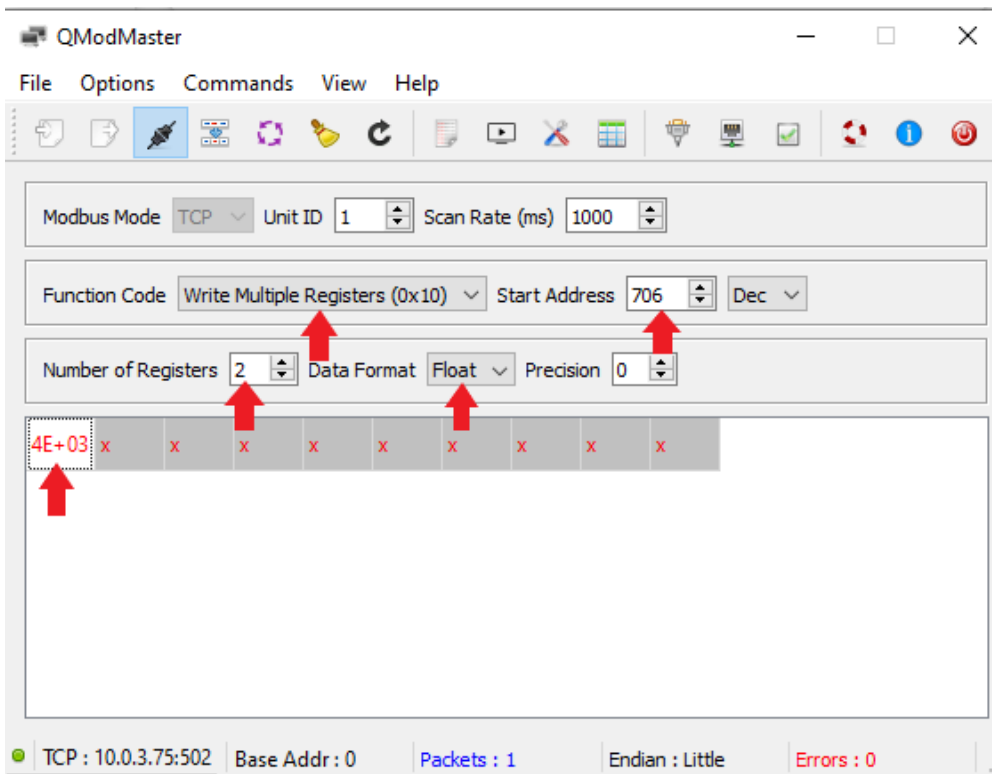 QModMaster
File Options Commands View Help
Modbus Mode TCP Unit ID 1 Scan Rate (ms) 1000
Function Code Write Multiple Registers (0x10) Start Address 706 Dec
Number of Registers 2 Data Format Float Precision 0
4E+03 x x x x x x x x x
TCP : 10.0.3.75:502 Base Addr : 0 Packets : 1 Endian : Little Errors : 0